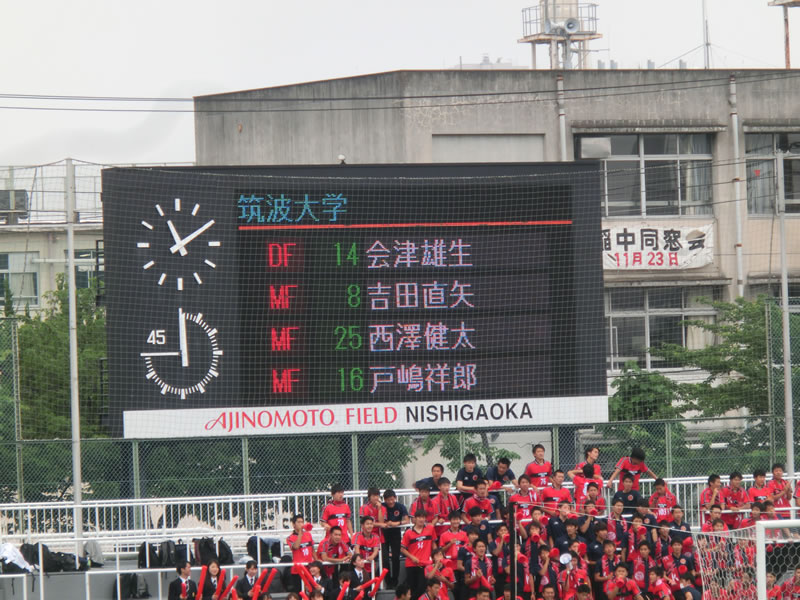 筑波大学
DF 14 会津雄生
MF 8 吉田直矢
MF 25 西澤健太
MF 16 戸嶋祥郎
45
AJINOMOTO FIELD NISHIGAOKA
稲中同窓会
11月23日